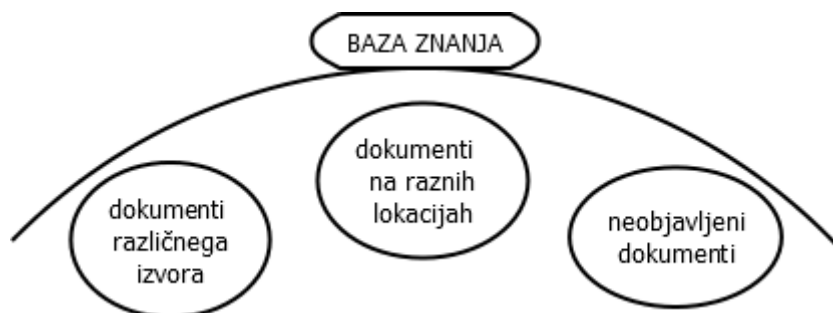 BAZA ZNANJA
dokumenti
različnega
izvora
dokumenti
na raznih
lokacijah
neobjavljeni
dokumenti